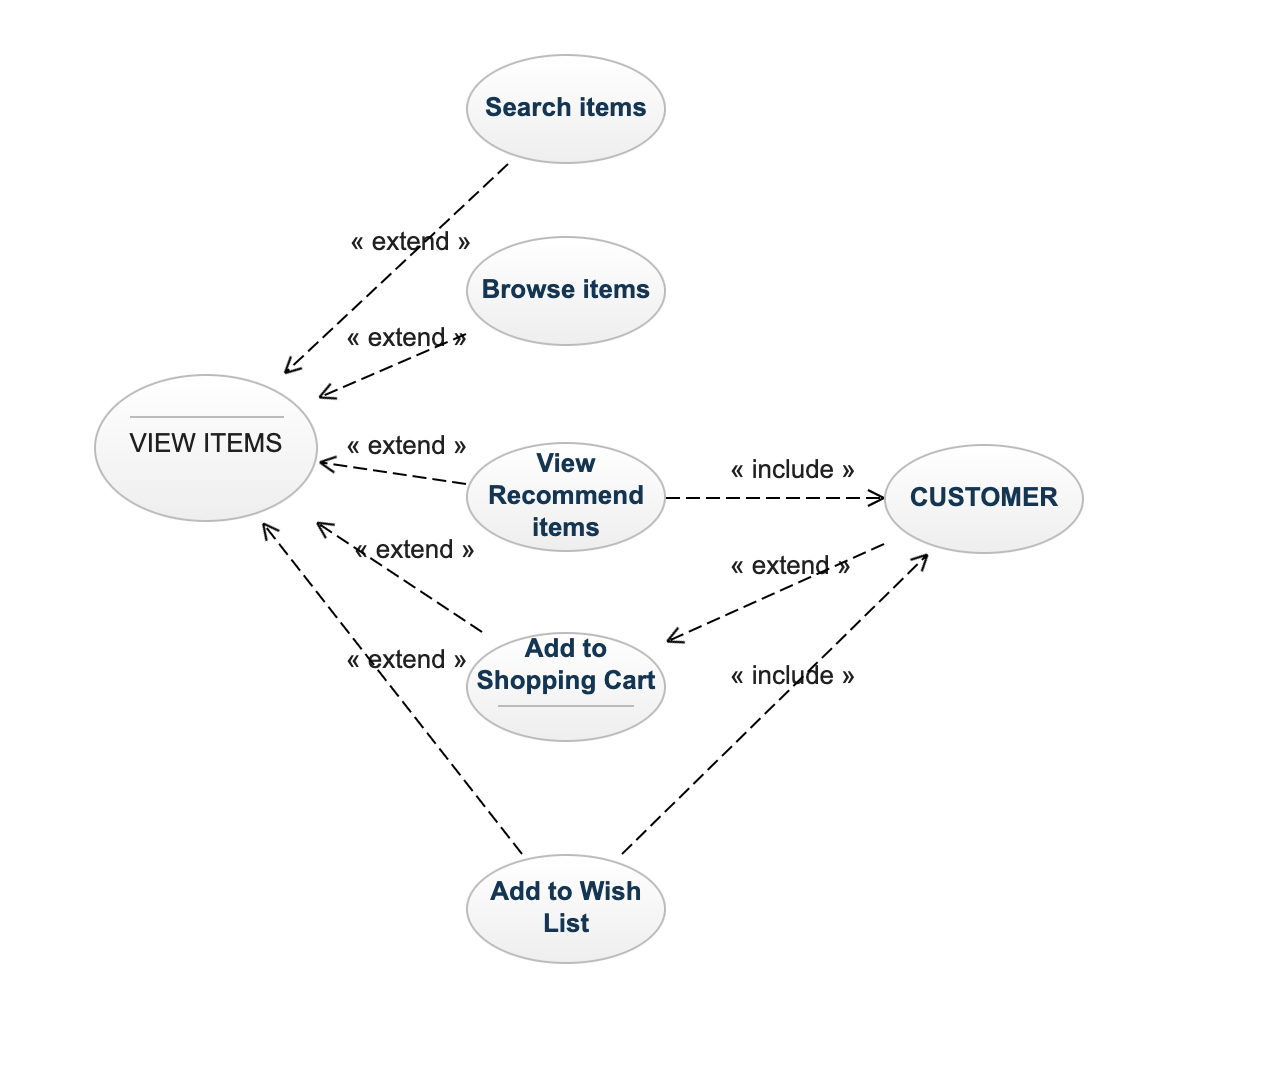 Search items
« extend »
Browse items
« extend »
VIEW ITEMS
« extend »
View
Recommend
items
« include »
CUSTOMER
« extend »
« extend »
Add to
Shopping Cart
« extend »
« include »
Add to Wish
List